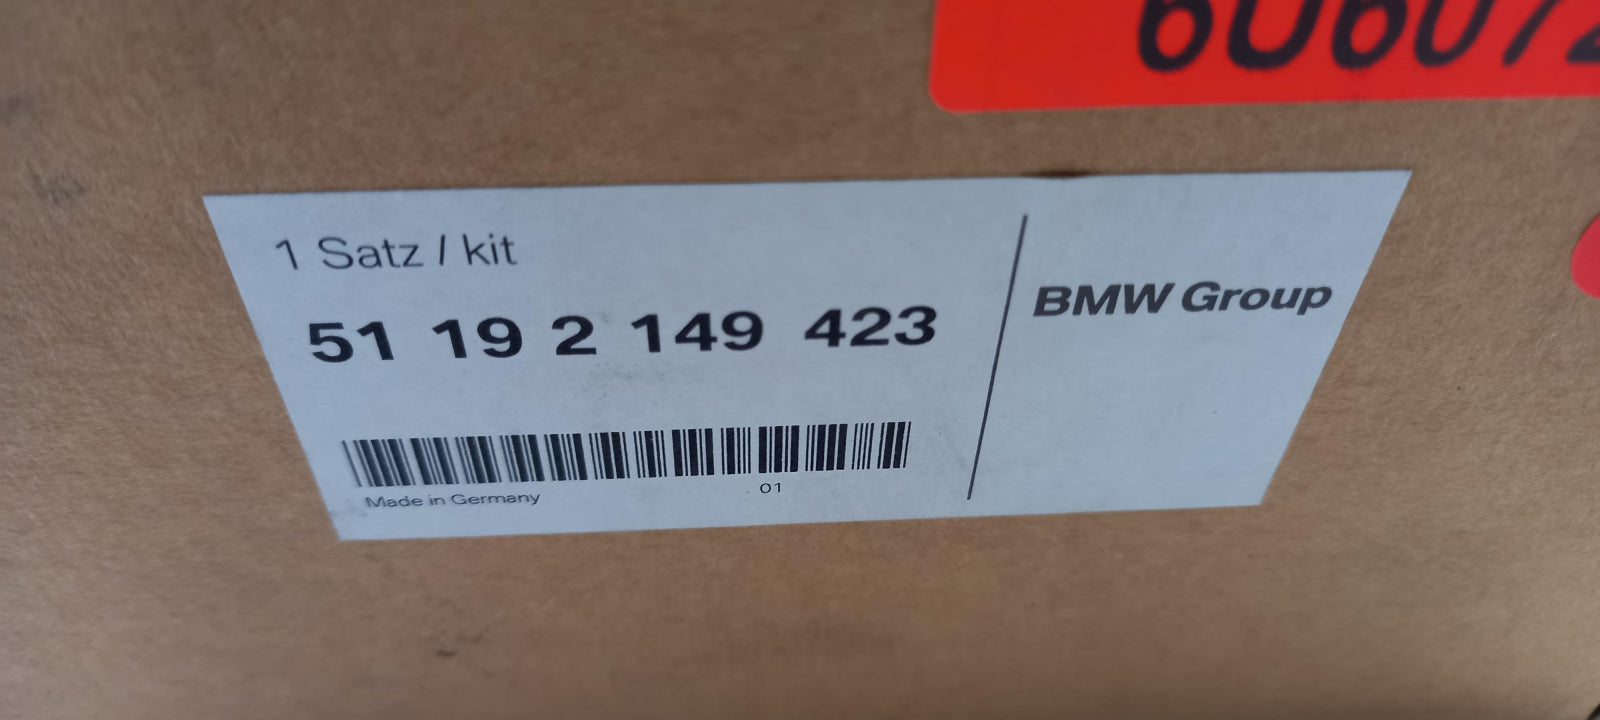 1 Satz / kit
51 19 2 149 423
BMW Group
Made in Germany
01